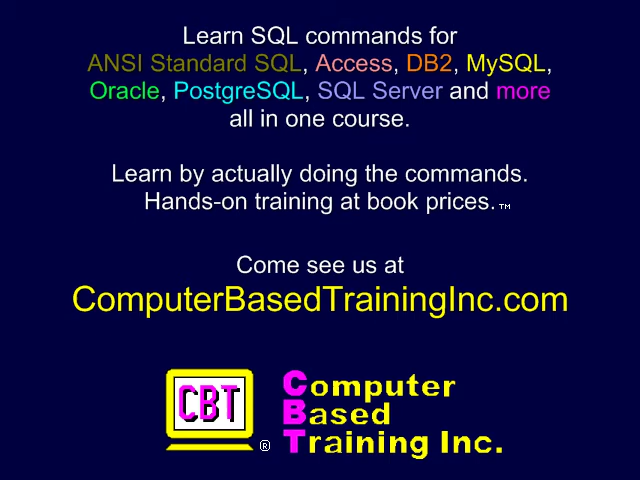 Learn SQL commands for
ANSI Standard SQL, Access, DB2, MySQL,
Oracle, PostgreSQL, SQL Server and more
all in one course.
Learn by actually doing the commands.
Hands-on training at book prices.™
Come see us at
ComputerBasedTrainingInc.com
CBT ®
Computer
Based
Training Inc.